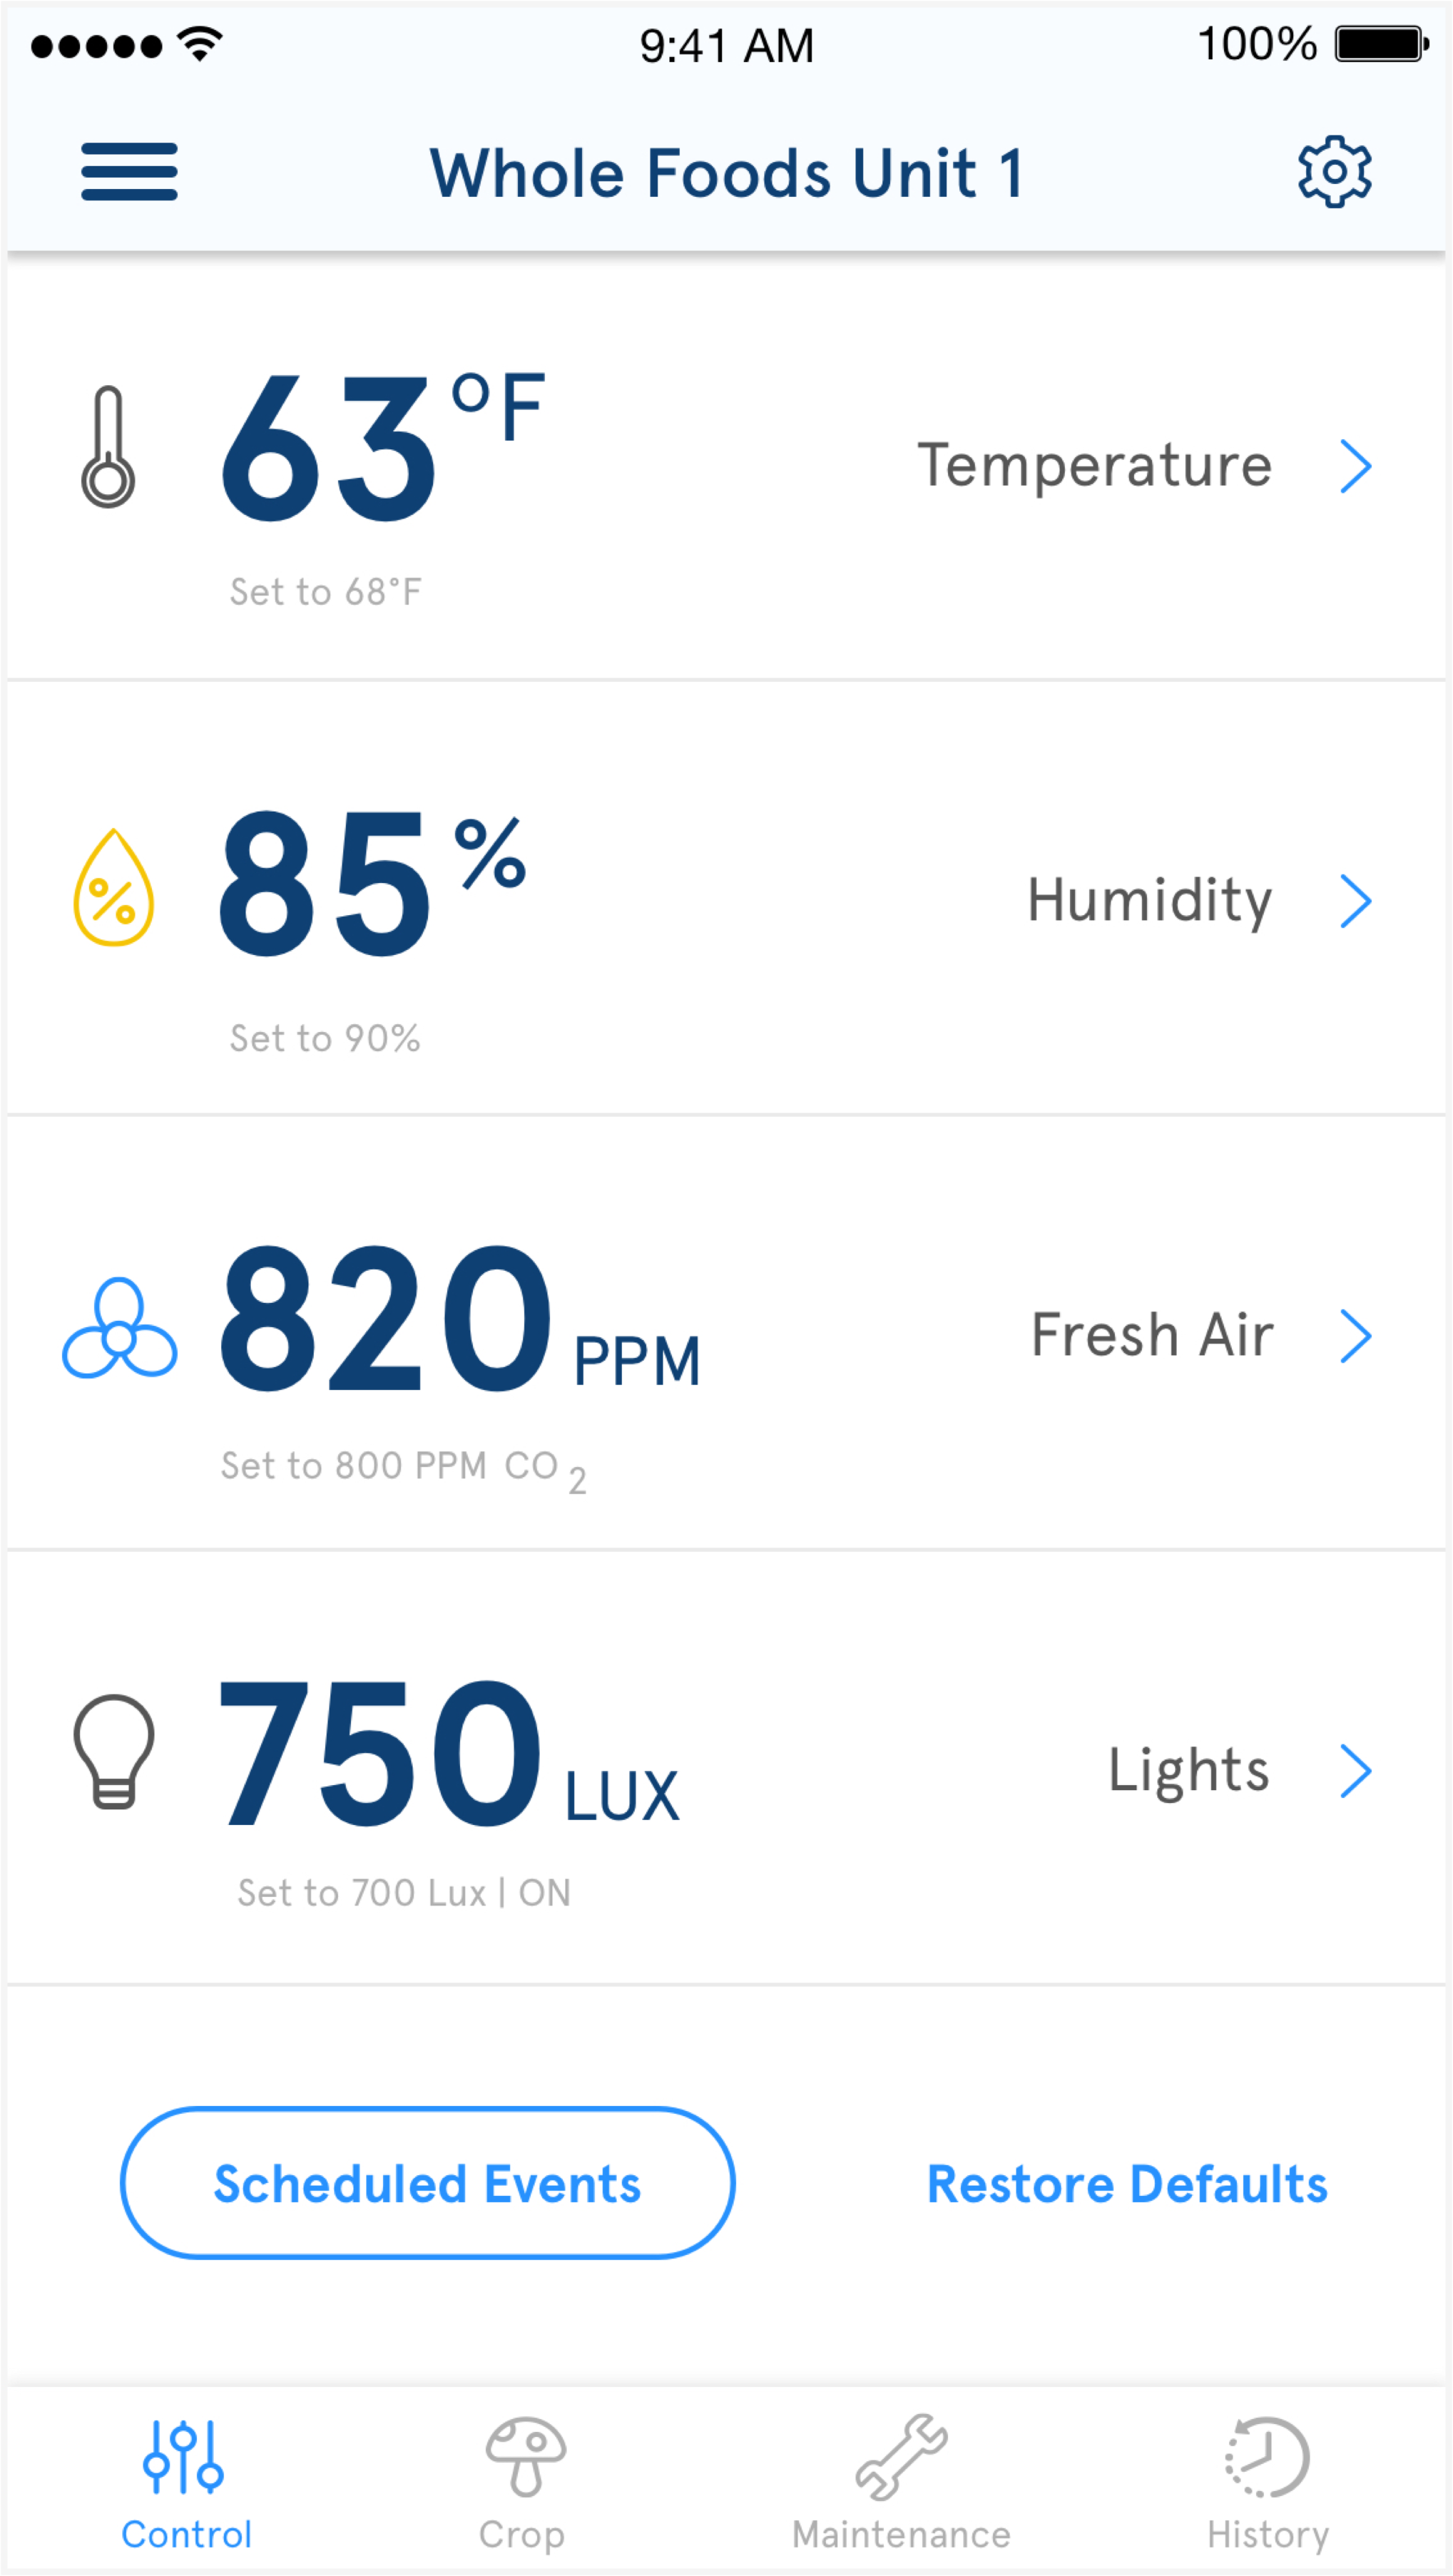 9:41 AM
100%
Whole Foods Unit 1
63°F
Temperature
Set to 68°F
85%
Humidity
Set to 90%
820 PPM
Fresh Air
Set to 800 PPM CO₂
750 LUX
Lights
Set to 700 Lux | ON
Scheduled Events
Restore Defaults
Control
Crop
Maintenance
History